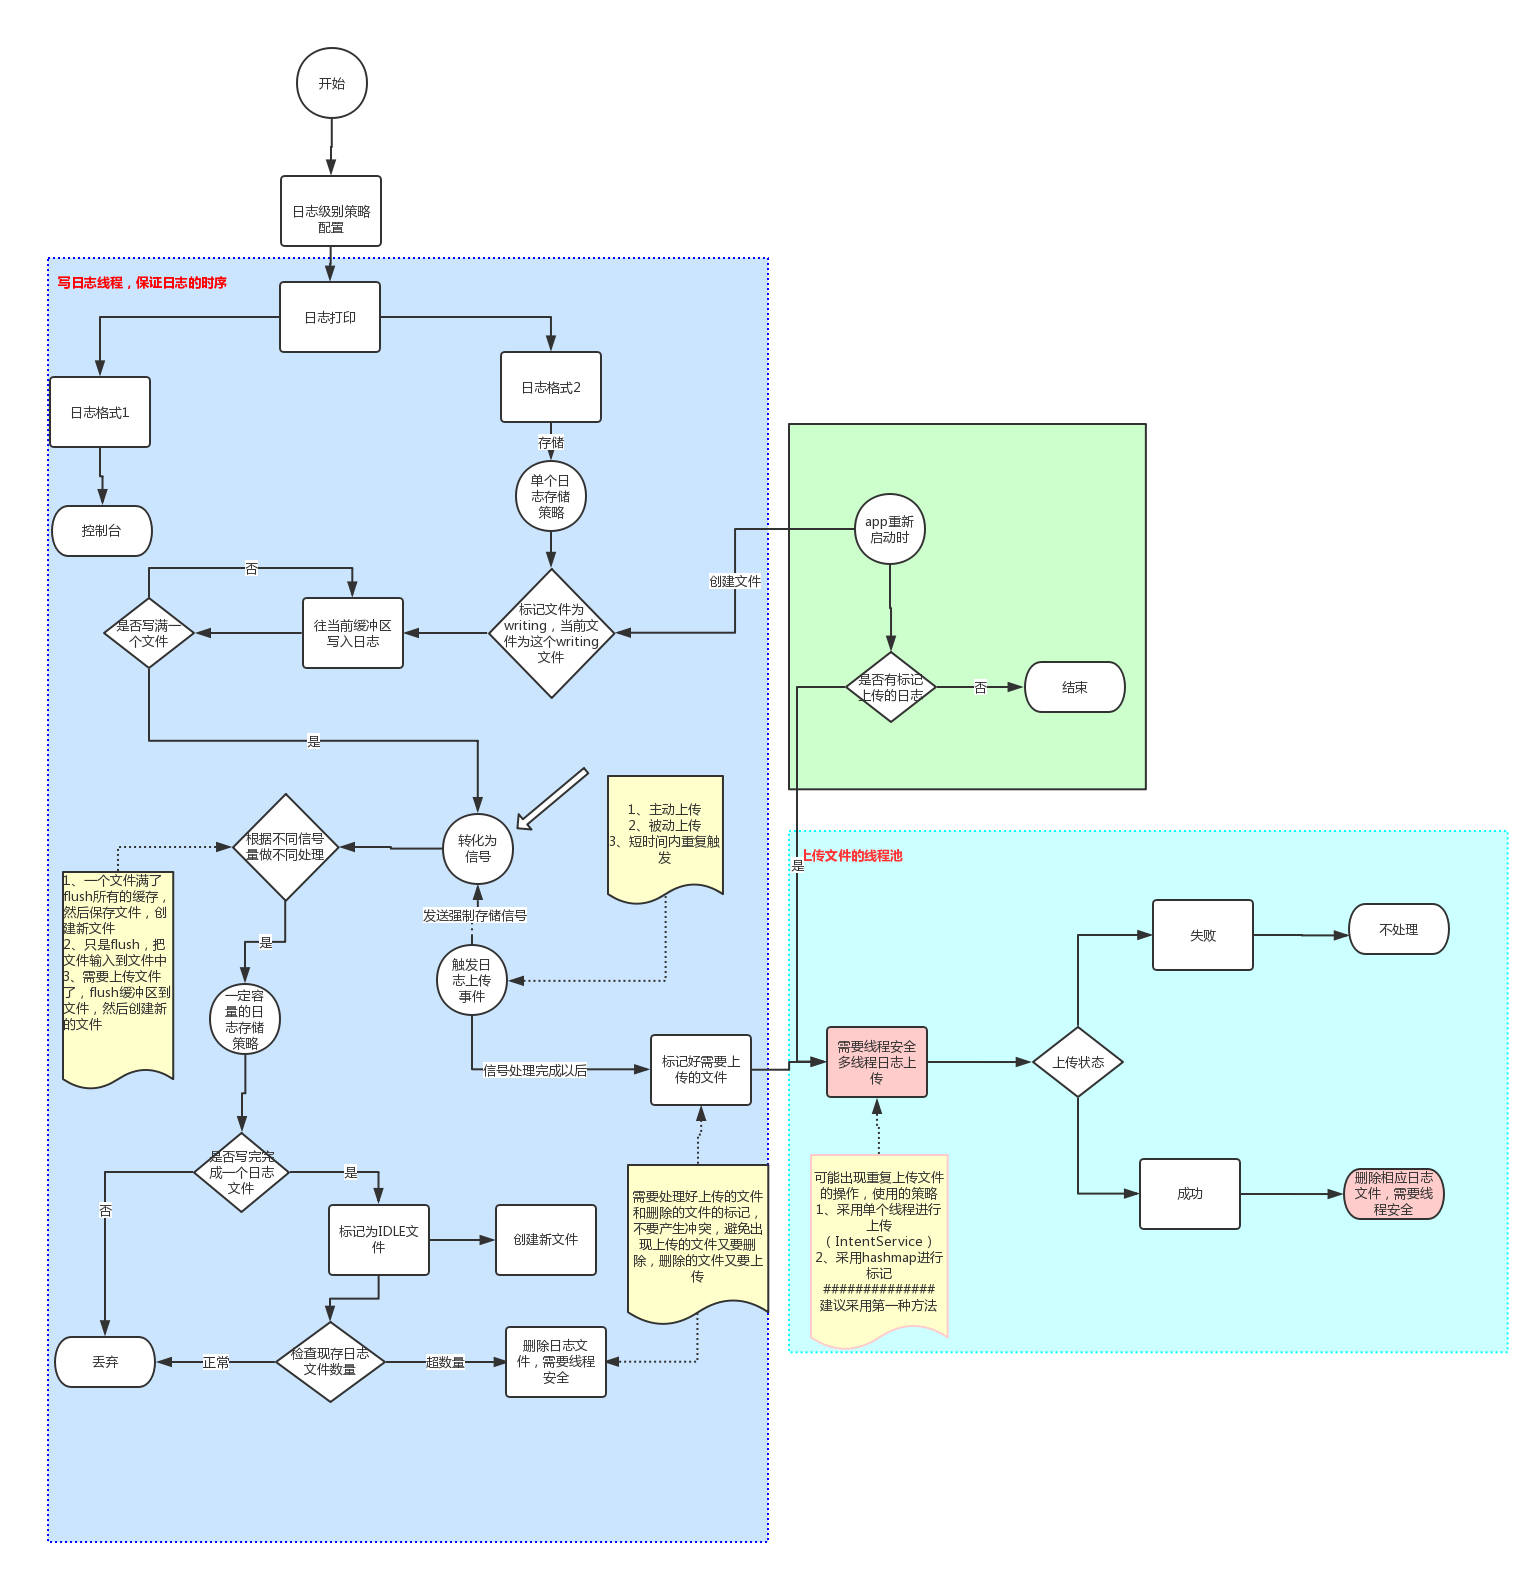 开始
日志级别策略
配置
写日志线程，保证日志的时序
日志打印
日志格式1
日志格式2
存储
控制台
单个日
志存储
策略
否
是否写满一
个文件
往当前缓冲区
写入日志
标记文件为
writing，当前文
件为这个writing
文件
创建文件
app重新
启动时
是否有标记
上传的日志
否
结束
是
根据不同信号
量做不同处理
转化为
信号
1、主动上传
2、被动上传
3、短时间内重复触
发
1、一个文件满了
flush所有的缓存，
然后保存文件，创
建新文件
2、只是flush，把
文件输入到文件中
3、需要上传文件
了，flush缓冲区到
文件，然后创建新
的文件
发送强制存储信号
是
触发日
志上传
事件
一定容
量的日
志存储
策略
信号处理完成以后
标记好需要上
传的文件
是否写完完
成一个日志
文件
是
否
标记为IDLE文
件
创建新文件
需要处理好上传的文件
和删除的文件的标记，
不要产生冲突，避免出
现上传的文件又要删
除，删除的文件又要上
传
丢弃
正常
检查现存日志
文件数量
超数量
删除日志文
件，需要线程
安全
上传文件的线程池
是
需要线程安全
多线程日志上
传
上传状态
失败
不处理
成功
删除相应日志
文件，需要线
程安全
可能出现重复上传文件
的操作，使用的策略
1、采用单个线程进行
上传
（IntentService）
2、采用hashmap进行
标记
##############
建议采用第一种方法